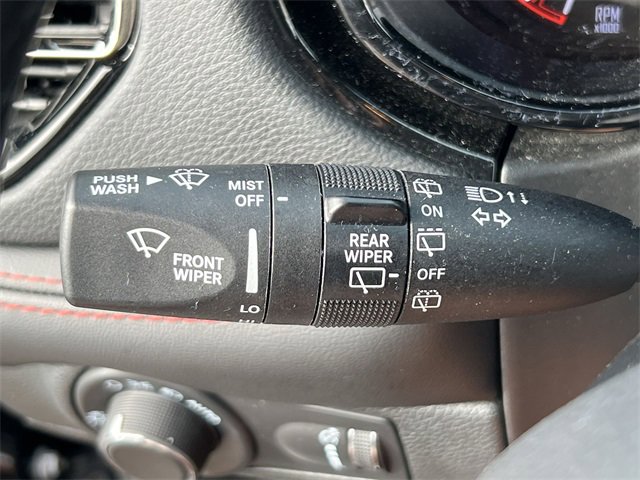 RPM
x1000
PUSH
WASH
MIST
OFF
FRONT
WIPER
LO
REAR
WIPER
ON
OFF